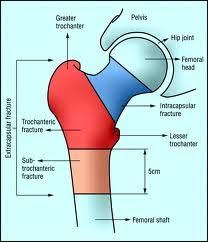 Greater
trochanter
Pelvis
Hip joint
Femoral
head
Extracapsular fracture
Intracapsular
fracture
Trochanteric
fracture
Lesser
trochanter
Sub-
trochanteric
fracture
5cm
Femoral shaft